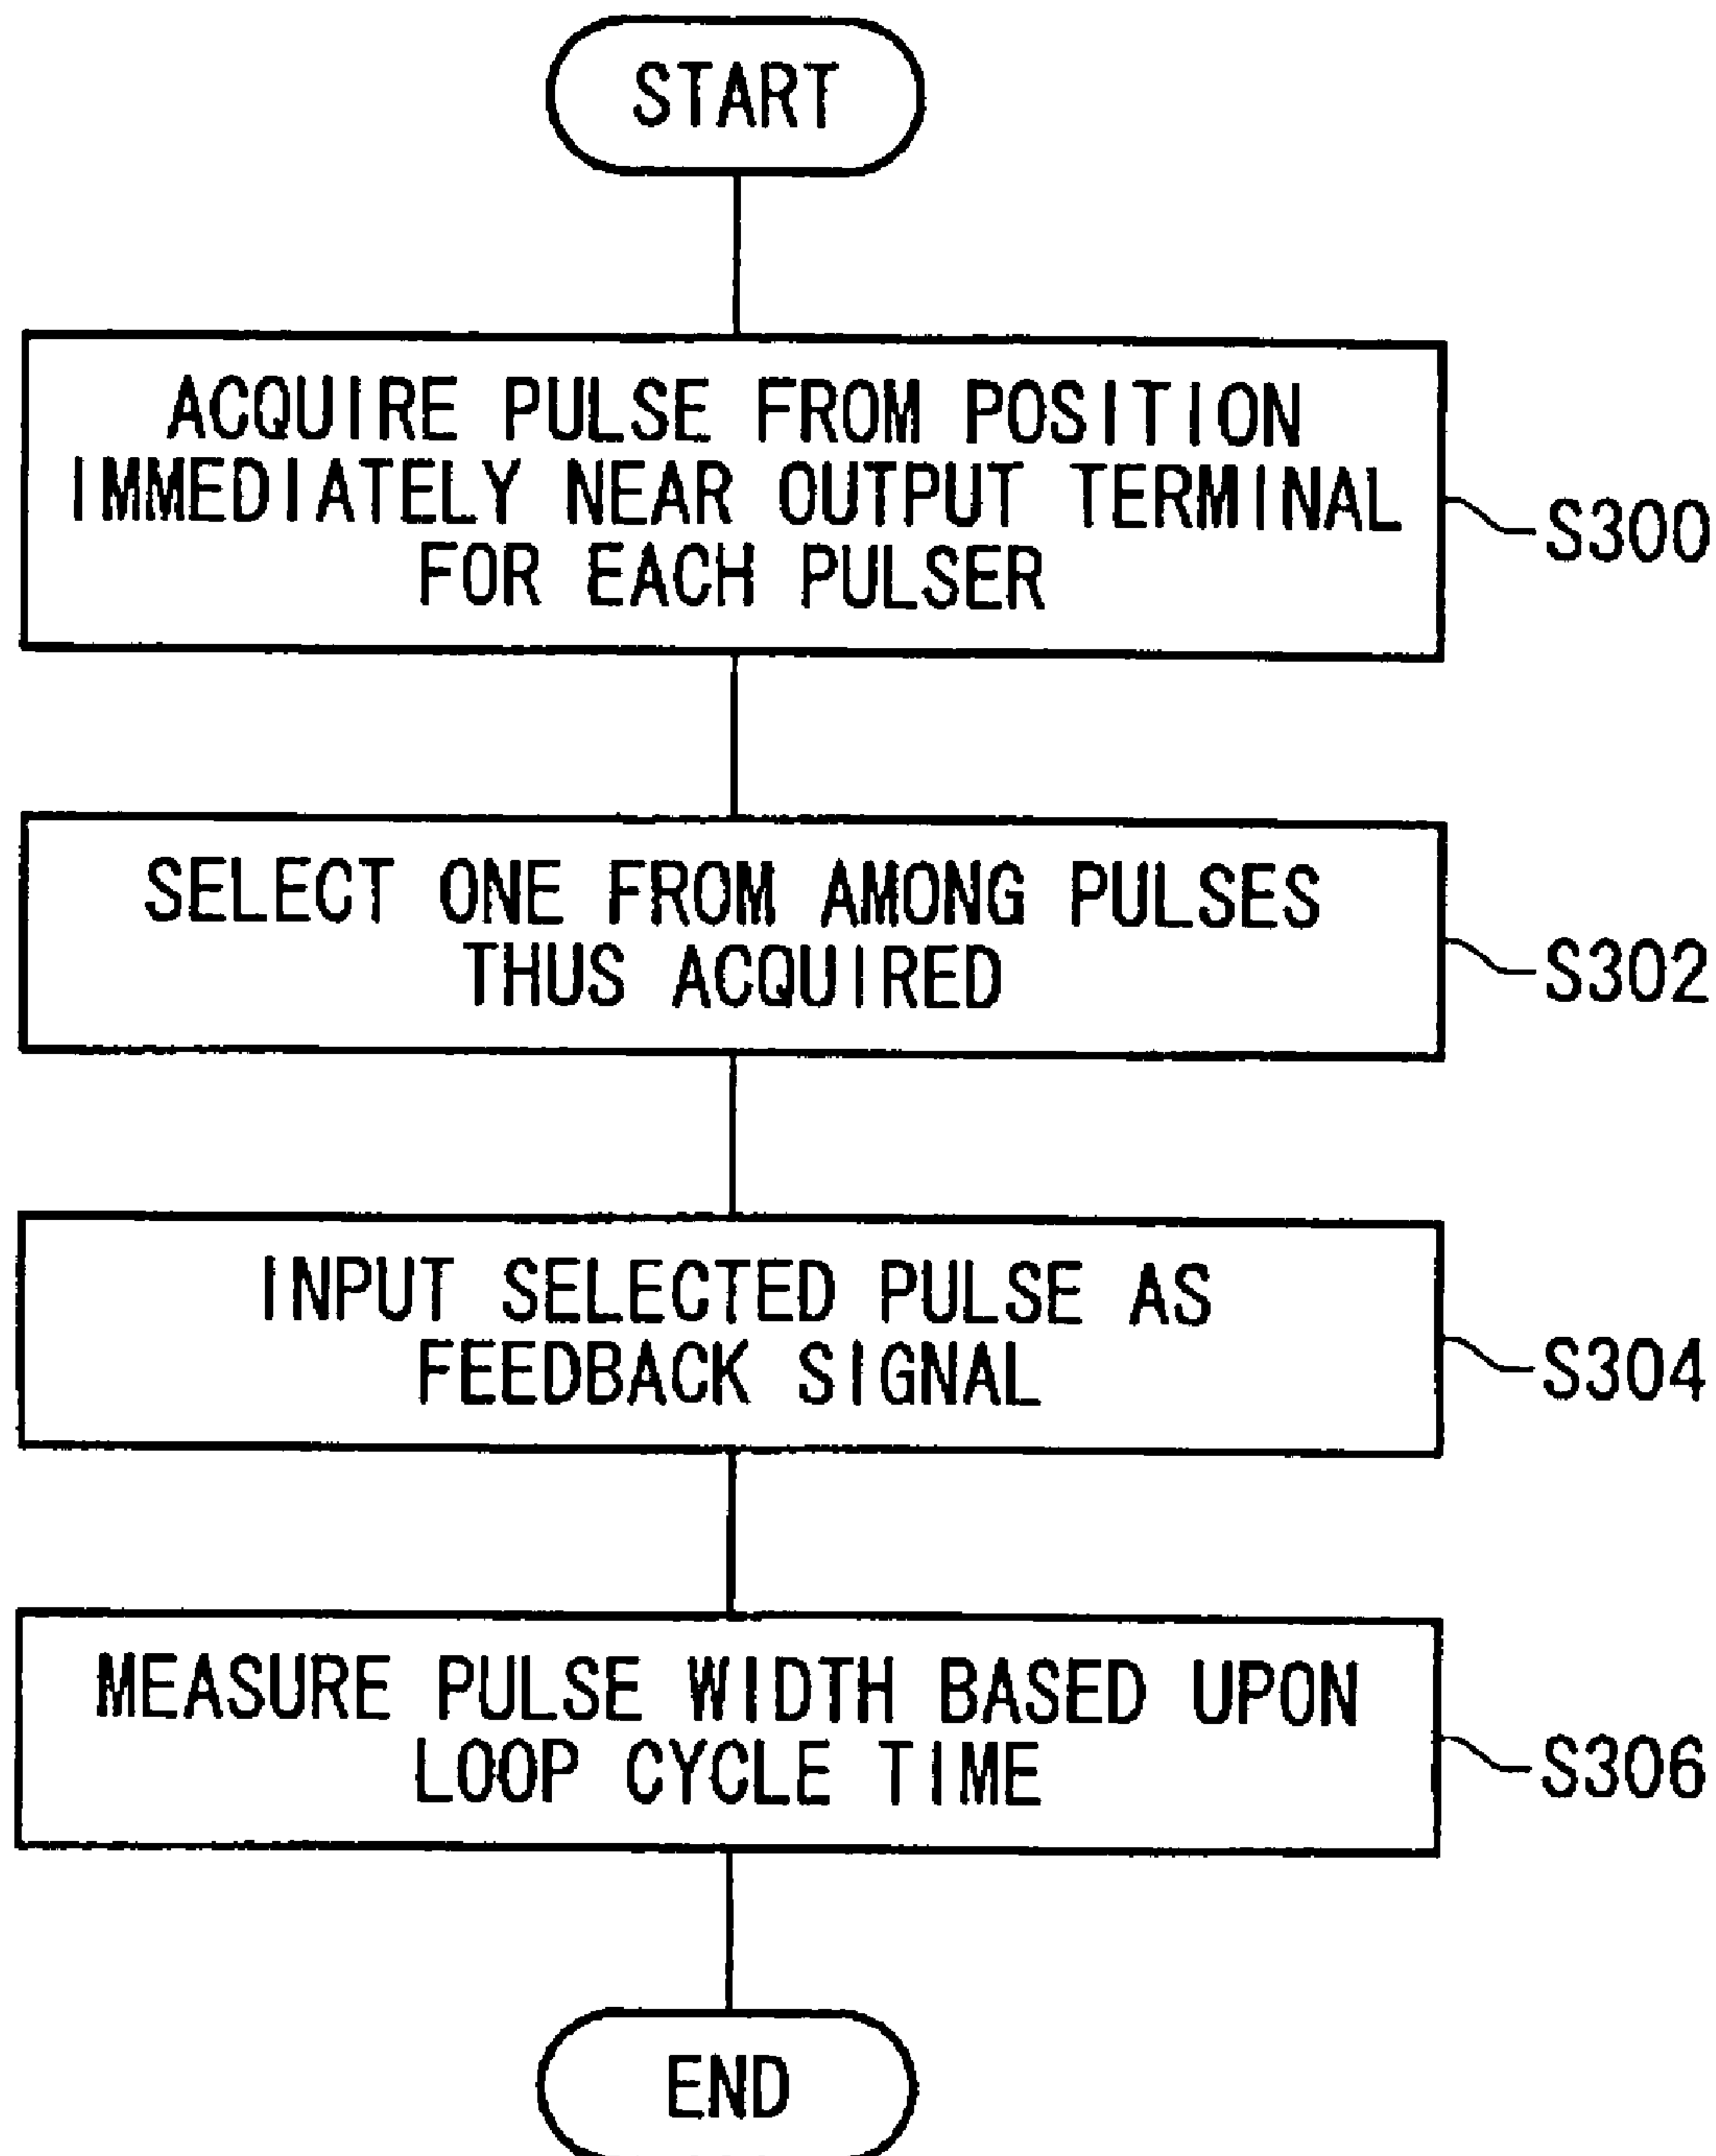 START
ACQUIRE PULSE FROM POSITION
IMMEDIATELY NEAR OUTPUT TERMINAL
FOR EACH PULSER
S300
SELECT ONE FROM AMONG PULSES
THUS ACQUIRED
S302
INPUT SELECTED PULSE AS
FEEDBACK SIGNAL
S304
MEASURE PULSE WIDTH BASED UPON
LOOP CYCLE TIME
S306
END